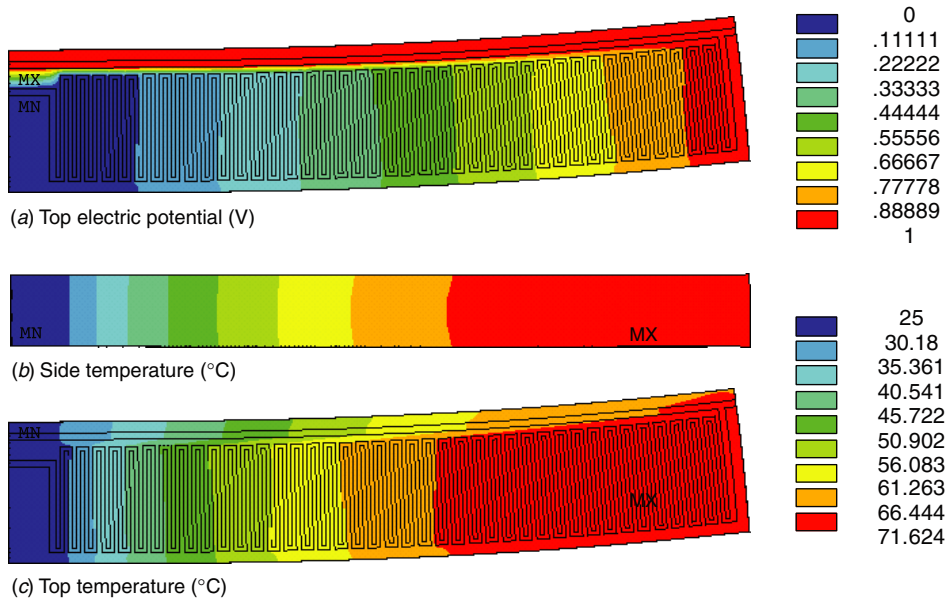 0
.11111
.22222
.33333
.44444
.55556
.66667
.77778
.88889
1
MX
MN
(a) Top electric potential (V)
MN
MX
(b) Side temperature (°C)
25
30.18
35.361
40.541
45.722
50.902
56.083
61.263
66.444
71.624
MN
MX
(c) Top temperature (°C)